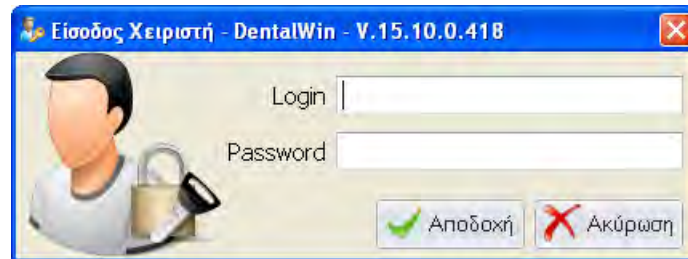 Είσοδος Χειριστή - DentalWin - V.15.10.0.418
Login
Password
Αποδοχή Ακύρωση